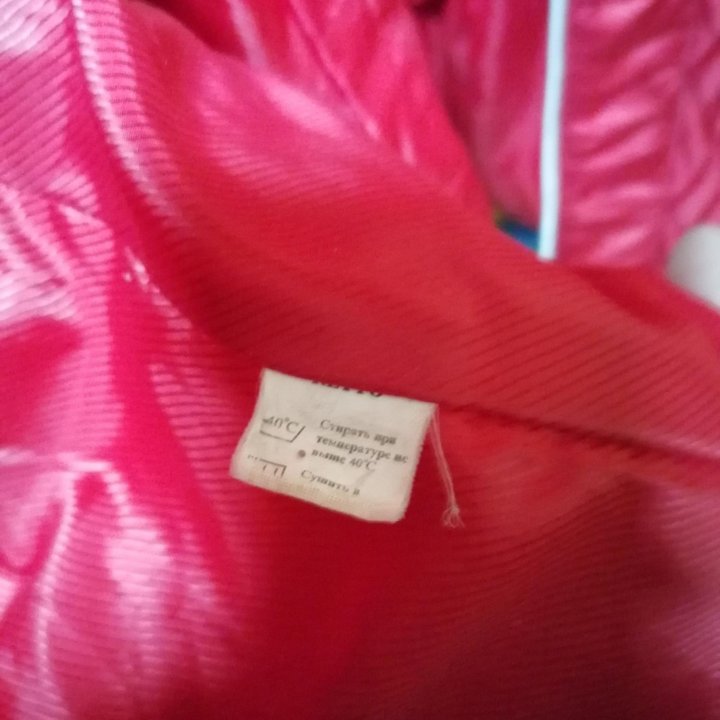 40°C Стирать при
температуре не
выше 40°C
Сушить в